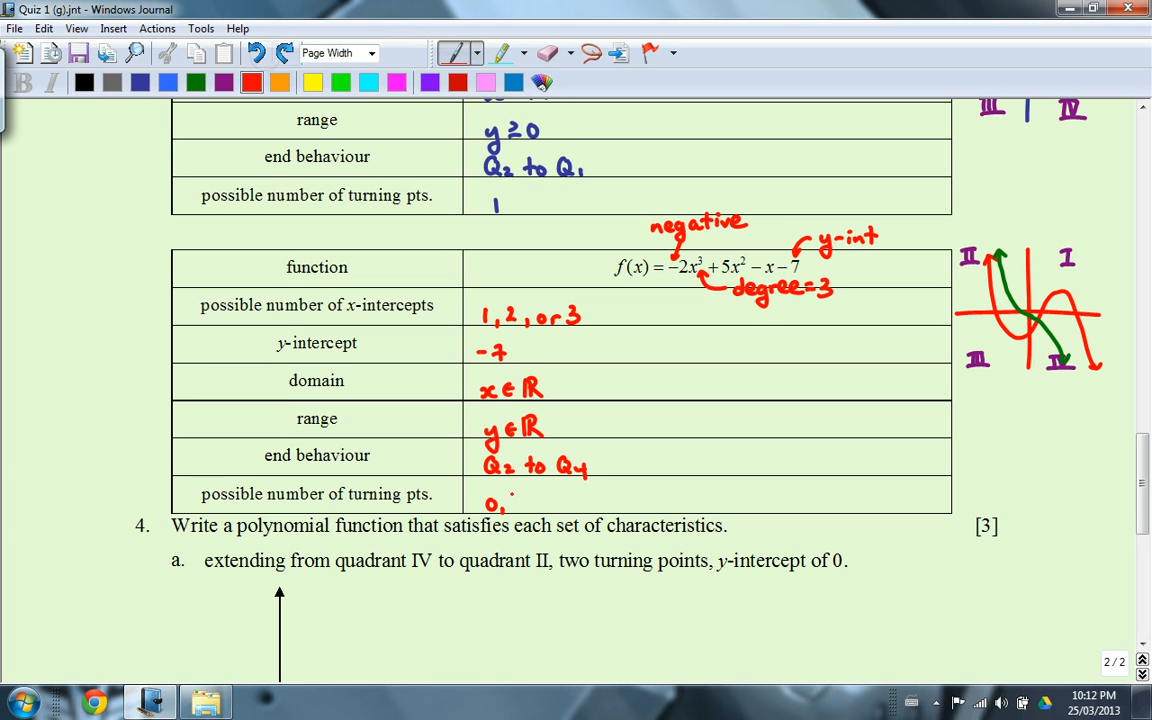 Quiz 1 (g).jnt - Windows Journal
File Edit View Insert Actions Tools Help
Page Width
B I
III IV
range y ≥ 0
end behaviour Q₂ to Q₁
possible number of turning pts. 1
negative
y-int
function f(x) = −2x³ + 5x² − x − 7
degree=3
II I
possible number of x-intercepts 1, 2, or 3
y-intercept -7
III IV
domain x ∈ ℝ
range y ∈ ℝ
end behaviour Q₂ to Q₄
possible number of turning pts. 0,
4. Write a polynomial function that satisfies each set of characteristics. [3]
a. extending from quadrant IV to quadrant II, two turning points, y-intercept of 0.
2 / 2
10:12 PM
25/03/2013